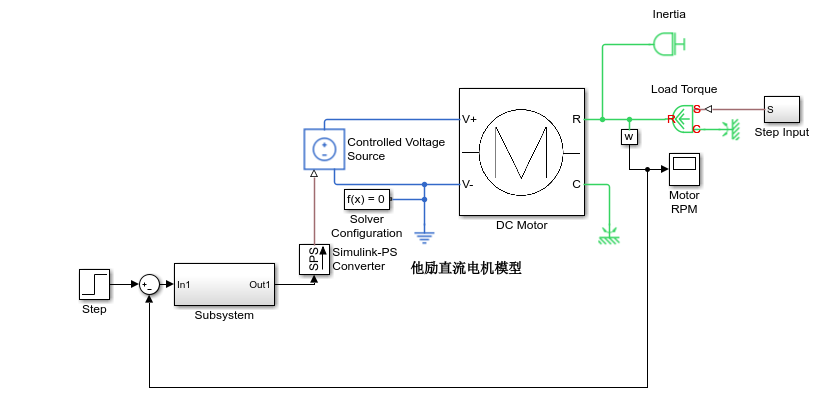 Inertia
Load Torque
S
R
C
S
Step Input
V+
R
V-
C
DC Motor
w
Motor
RPM
Controlled Voltage
Source
f(x) = 0
Solver
Configuration
SPS
Simulink-PS
Converter
他励直流电机模型
Step
In1
Out1
Subsystem